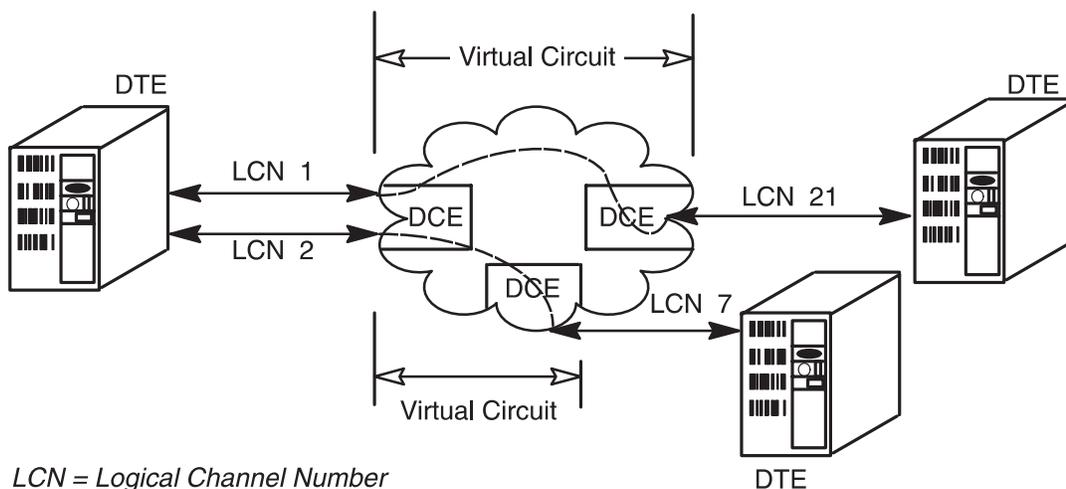 Virtual Circuit
DTE
DTE
LCN 1
LCN 21
DCE
DCE
LCN 2
DCE
LCN 7
Virtual Circuit
LCN = Logical Channel Number
DTE